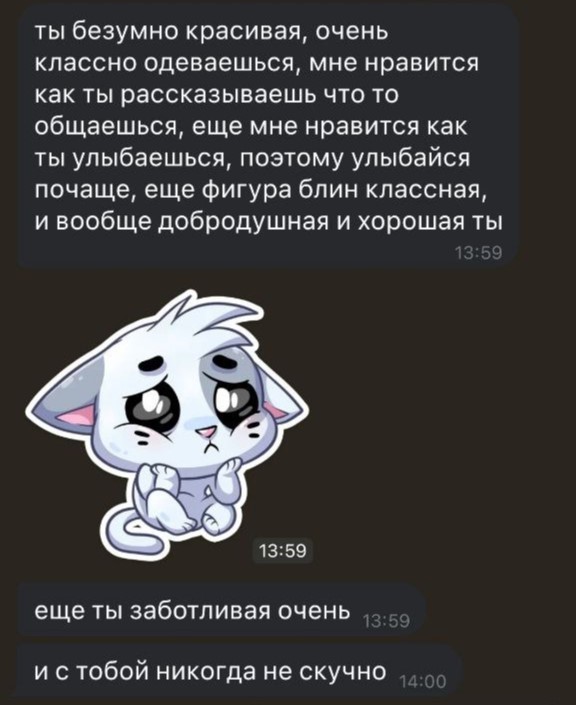 ты безумно красивая, очень
классно одеваешься, мне нравится
как ты рассказываешь что то
общаешься, еще мне нравится как
ты улыбаешься, поэтому улыбайся
почаще, еще фигура блин классная,
и вообще добродушная и хорошая ты
13:59
13:59
еще ты заботливая очень 13:59
и с тобой никогда не скучно 14:00